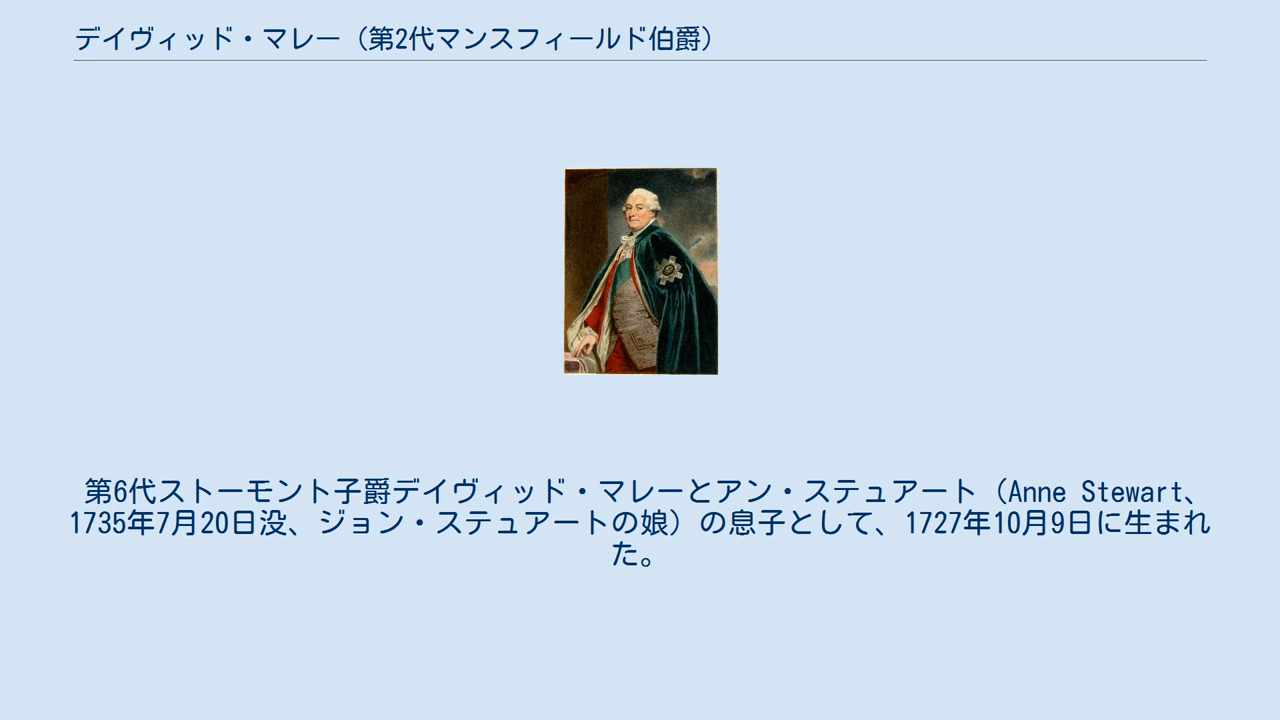 デイヴィッド・マレー（第2代マンスフィールド伯爵）
第6代ストーモント子爵デイヴィッド・マレーとアン・ステュアート（Anne Stewart、
1735年7月20日没、ジョン・ステュアートの娘）の息子として、1727年10月9日に生まれ
た。